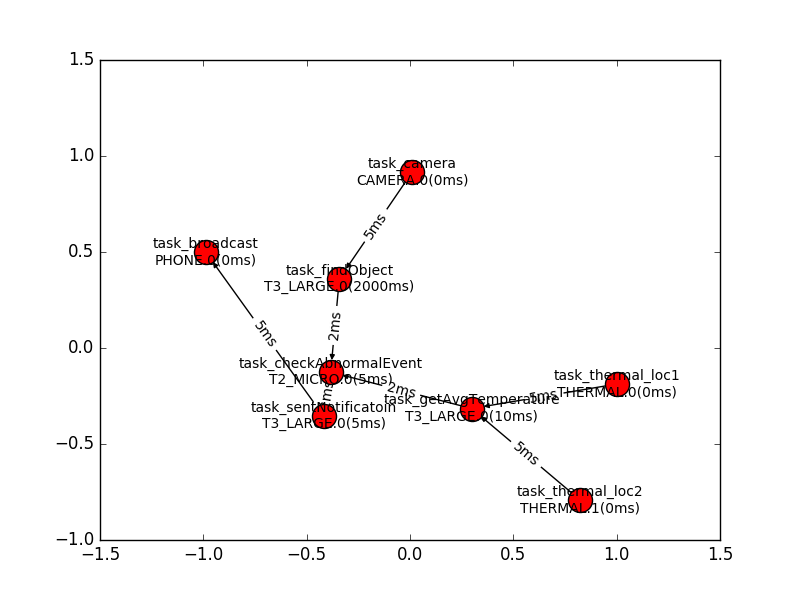 1.5
1.0
0.5
0.0
−0.5
−1.0
−1.5
−1.0
−0.5
0.0
0.5
1.0
1.5
task_camera
CAMERA.0(0ms)
5ms
task_broadcast
PHONE.0(0ms)
task_findObject
T3_LARGE.0(2000ms)
5ms
2ms
task_checkAbnormalEvent
T2_MICRO.0(5ms)
2ms
task_thermal_loc1
THERMAL.0(0ms)
5ms
task_getAvgTemperature
T3_LARGE.0(10ms)
task_sentNotificatoin
T3_LARGE.0(5ms)
5ms
task_thermal_loc2
THERMAL.1(0ms)